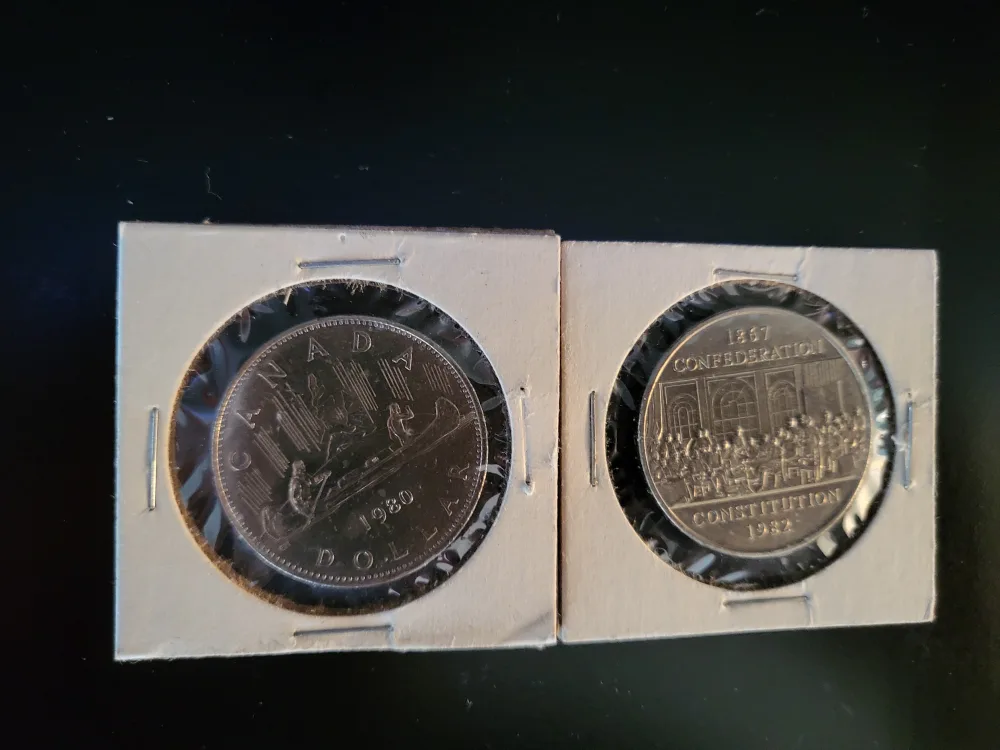 CANADA
1980
DOLLAR
1867
CONFEDERATION
CONSTITUTION
1982